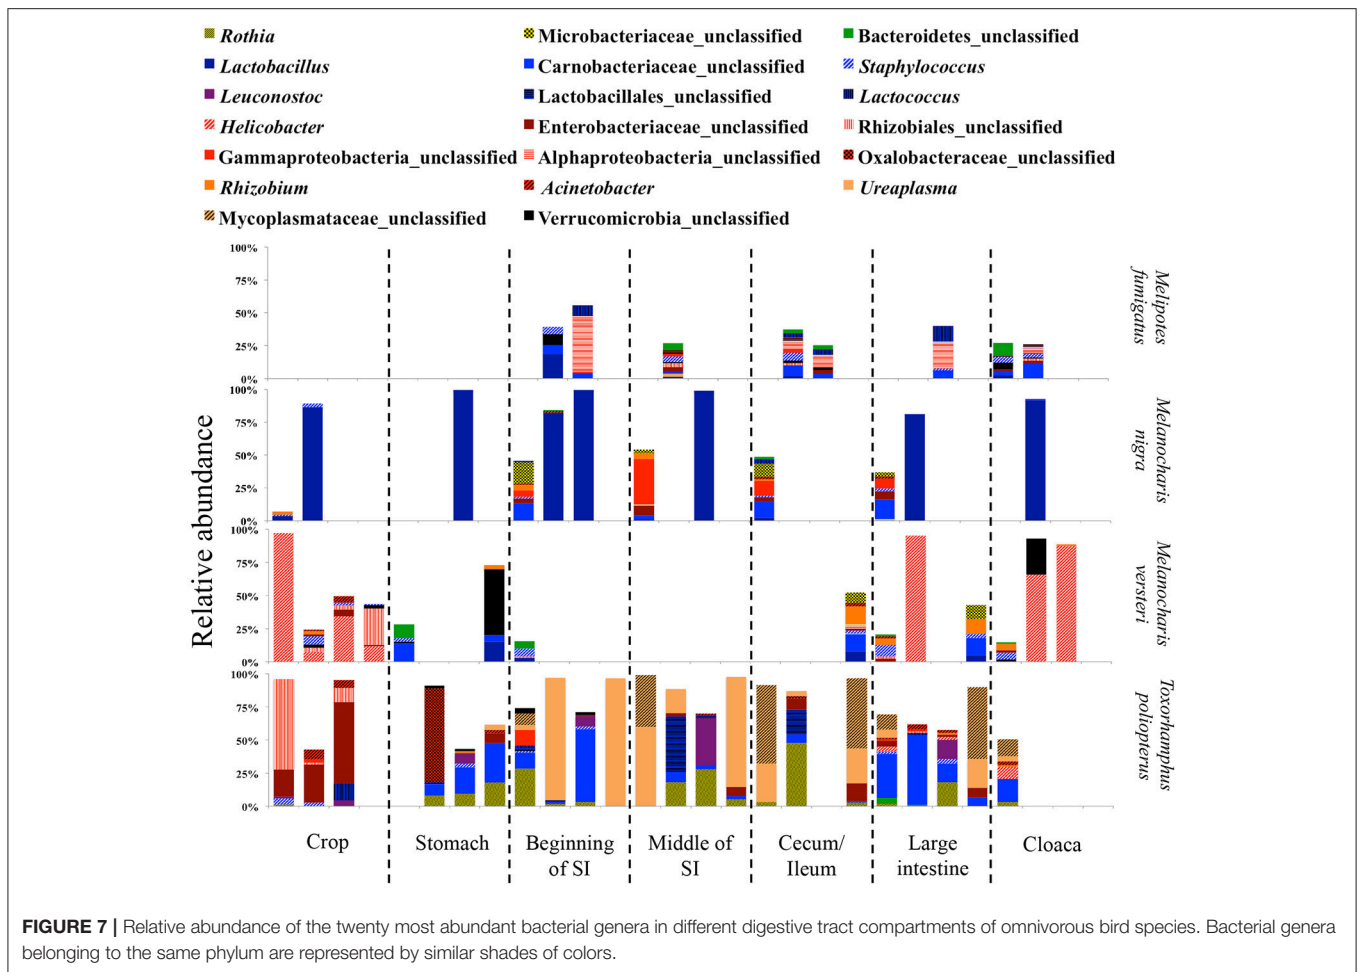 Rothia
Microbacteriaceae_unclassified
Bacteroidetes_unclassified
Lactobacillus
Carnobacteriaceae_unclassified
Staphylococcus
Leuconostoc
Lactobacillales_unclassified
Lactococcus
Helicobacter
Enterobacteriaceae_unclassified
Rhizobiales_unclassified
Gammaproteobacteria_unclassified
Alphaproteobacteria_unclassified
Oxalobacteraceae_unclassified
Rhizobium
Acinetobacter
Ureaplasma
Mycoplasmataceae_unclassified
Verrucomicrobia_unclassified
Relative abundance
100%
75%
50%
25%
0%
Melipotes
fumigatus
100%
75%
50%
25%
0%
Melanocharis
nigra
100%
75%
50%
25%
0%
Melanocharis
versteri
100%
75%
50%
25%
0%
Toxorhamphus
poliopterus
Crop
Stomach
Beginning
of SI
Middle of
SI
Cecum/
Ileum
Large
intestine
Cloaca
FIGURE 7 | Relative abundance of the twenty most abundant bacterial genera in different digestive tract compartments of omnivorous bird species. Bacterial genera
belonging to the same phylum are represented by similar shades of colors.